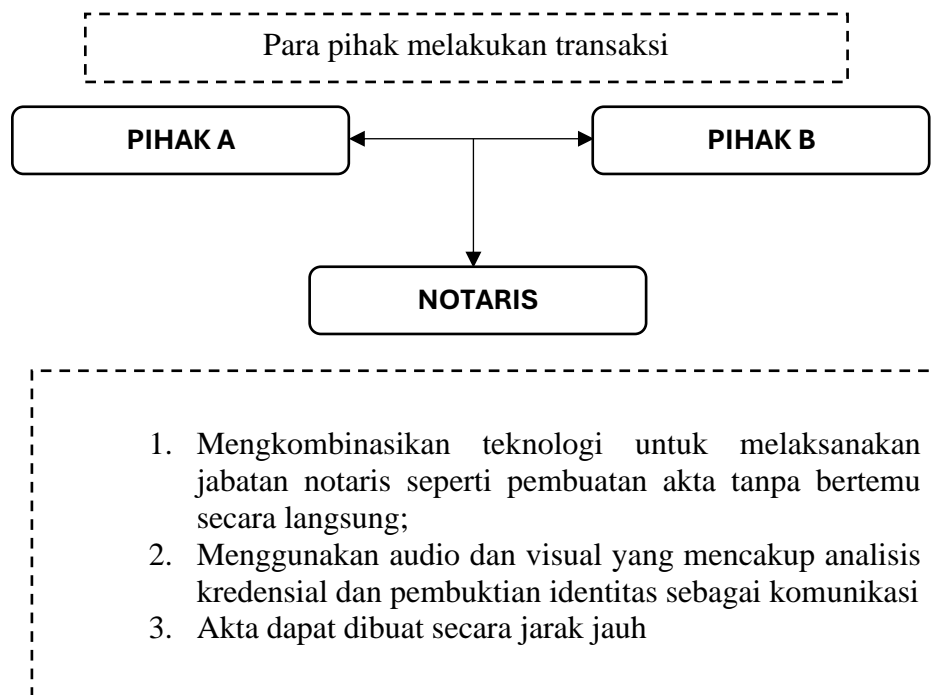 Para pihak melakukan transaksi
PIHAK A
PIHAK B
NOTARIS
1. Mengkombinasikan teknologi untuk melaksanakan
jabatan notaris seperti pembuatan akta tanpa bertemu
secara langsung;
2. Menggunakan audio dan visual yang mencakup analisis
kredensial dan pembuktian identitas sebagai komunikasi
3. Akta dapat dibuat secara jarak jauh